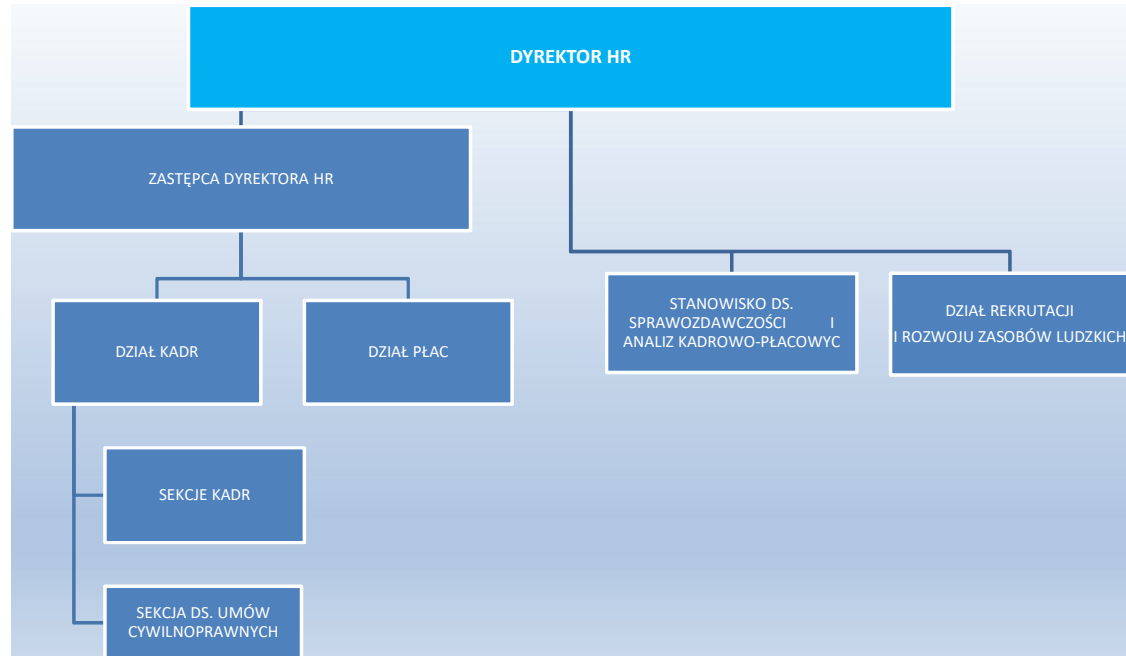 DYREKTOR HR
ZASTĘPCA DYREKTORA HR
STANOWISKO DS.
SPRAWOZDAWCZOŚCI I
ANALIZ KADROWO-PŁACOWYC
DZIAŁ REKRUTACJI
I ROZWOJU ZASOBÓW LUDZKICH
DZIAŁ KADR
DZIAŁ PŁAC
SEKCJE KADR
SEKCJA DS. UMÓW
CYWILNOPRAWNYCH